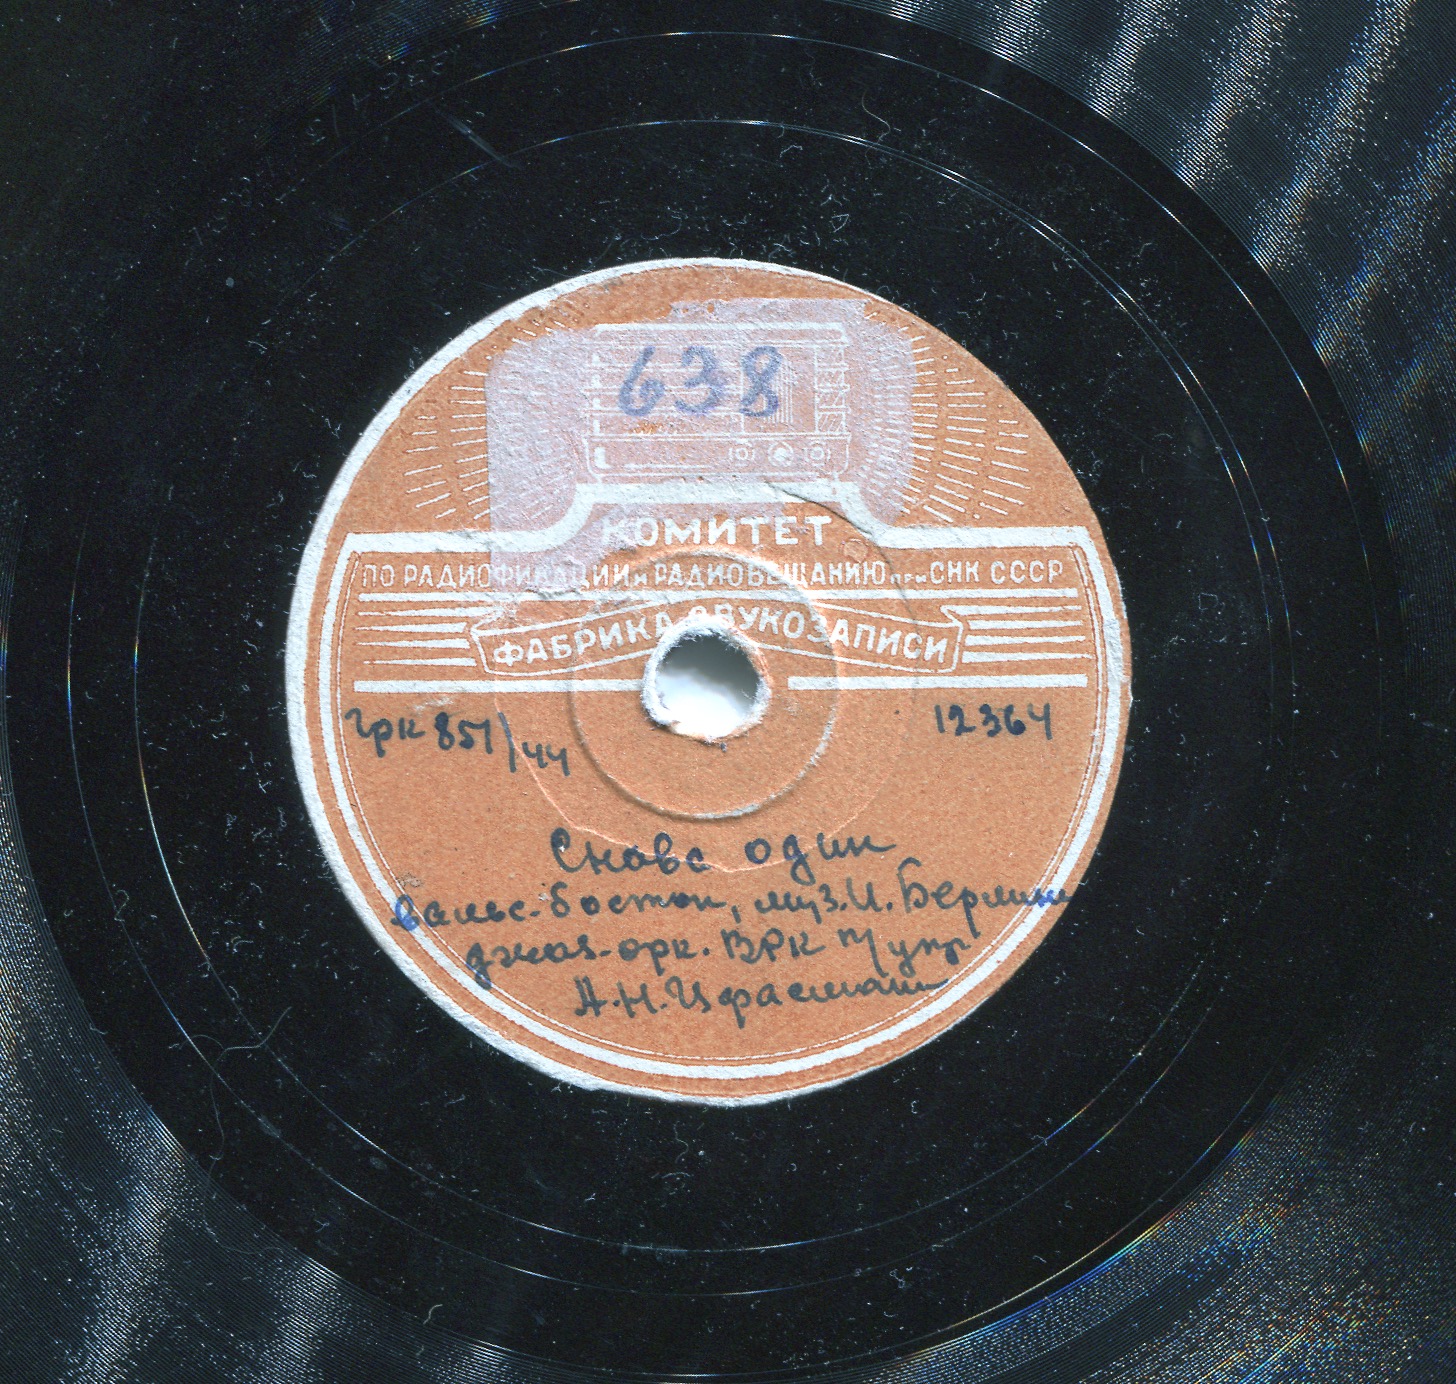 638
КОМИТЕТ
ПО РАДИОФИКАЦИИ и РАДИОВЕЩАНИЮ при СНК СССР
ФАБРИКА ЗВУКОЗАПИСИ
грк 851/44
12364
Снова один
вальс-бостон, муз. И. Берлин
джаз-орк. ВРК п/упр
А.Н. Цфасман